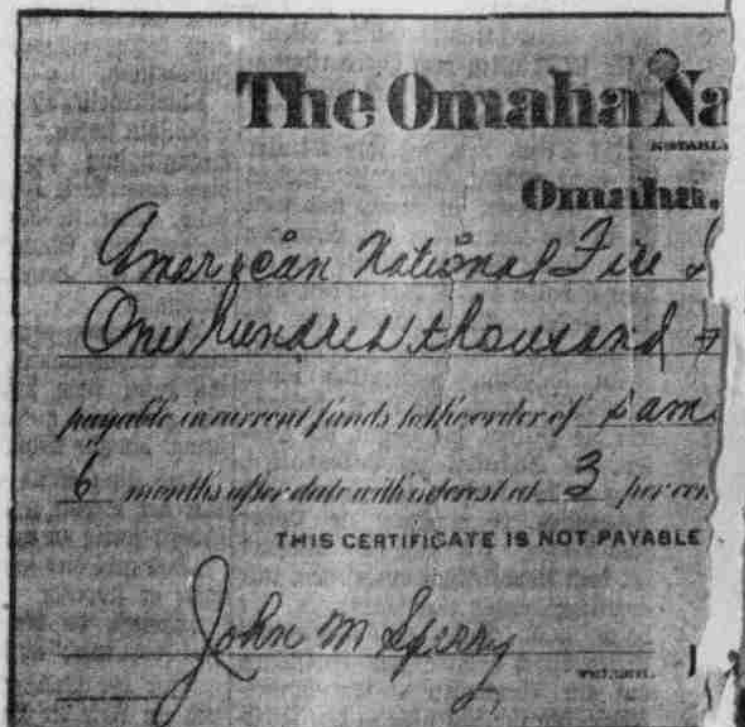 The Omaha Na
Omaha.
American National Fire
One hundred thousand
payable in current funds to the order of sam
6 months after date with interest at 3 per cen
THIS CERTIFICATE IS NOT PAYABLE
John M Sperry